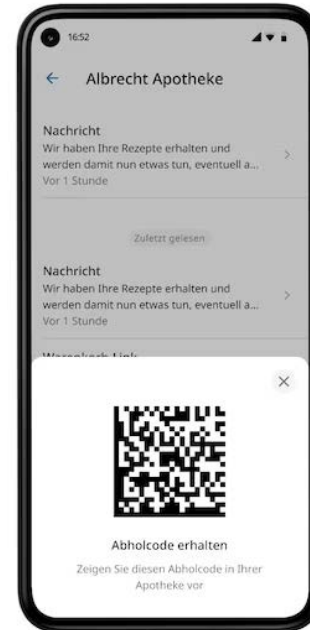 16:52
Albrecht Apotheke
Nachricht
Wir haben Ihre Rezepte erhalten und
werden damit nun etwas tun, eventuell a...
Vor 1 Stunde
Zuletzt gelesen
Nachricht
Wir haben Ihre Rezepte erhalten und
werden damit nun etwas tun, eventuell a...
Vor 1 Stunde
Warenkorb Link
Abholcode erhalten
Zeigen Sie diesen Abholcode in Ihrer
Apotheke vor